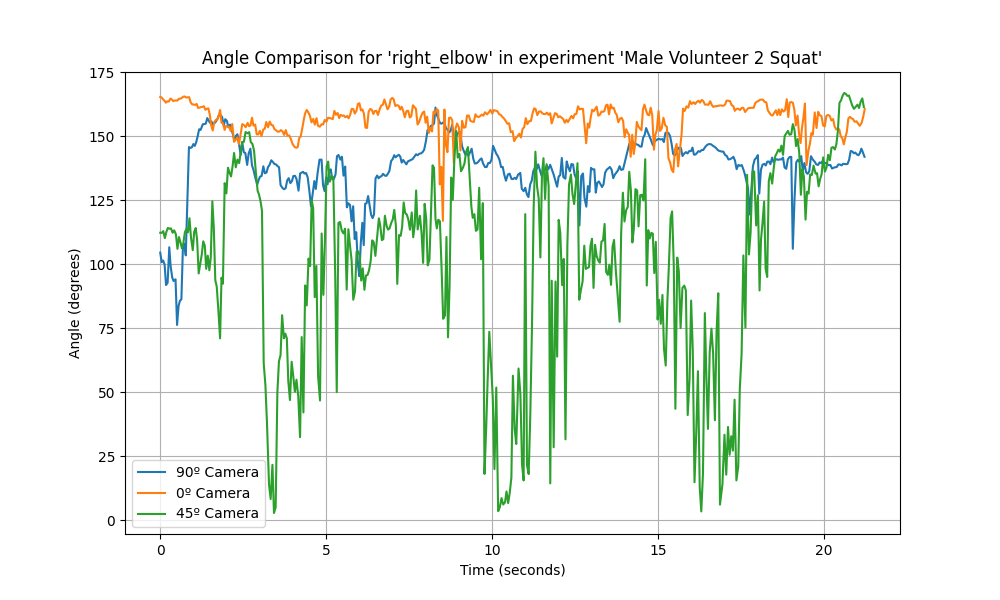 Angle Comparison for 'right_elbow' in experiment 'Male Volunteer 2 Squat'
175
150
125
100
75
50
25
0
Angle (degrees)
90º Camera
0º Camera
45º Camera
0
5
10
15
20
Time (seconds)